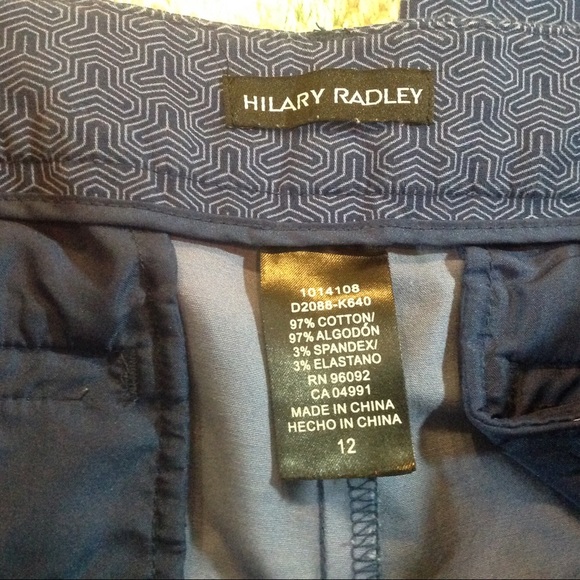 HILARY RADLEY
1014108
D2088-K640
97% COTTON/
97% ALGODÓN
3% SPANDEX/
3% ELASTANO
RN 96092
CA 04991
MADE IN CHINA
HECHO EN CHINA
12